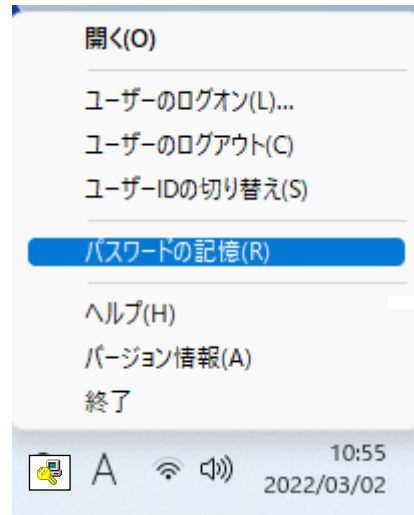 開く(O)
ユーザーのログオン(L)...
ユーザーのログアウト(C)
ユーザーIDの切り替え(S)
パスワードの記憶(R)
ヘルプ(H)
バージョン情報(A)
終了
A
10:55
2022/03/02